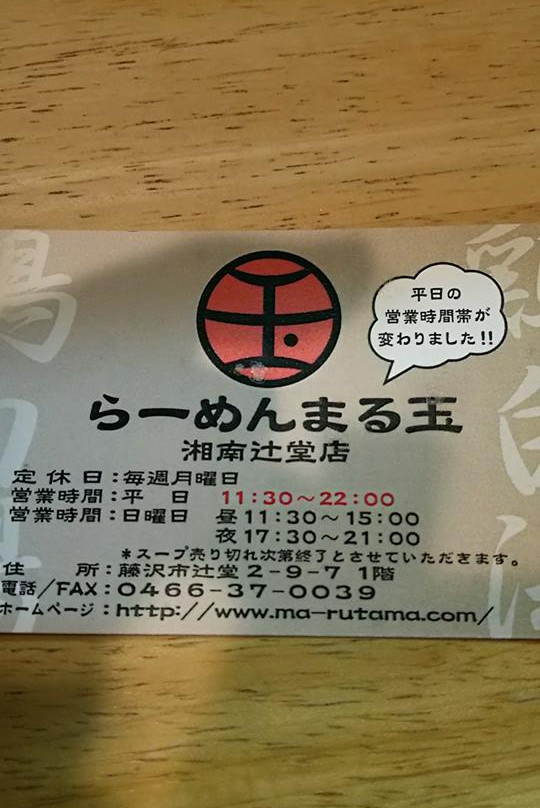 玉
平日の
営業時間帯が
変わりました!!
らーめんまる玉
湘南辻堂店
定休日：毎週月曜日
営業時間：平　日　11：30～22：00
営業時間：日曜日　昼11：30～15：00
夜17：30～21：00
＊スープ売り切れ次第終了とさせていただきます。
住　所：藤沢市辻堂2-9-7 1階
電話/FAX：0466-37-0039
ホームページ：http://www.ma-rutama.com/